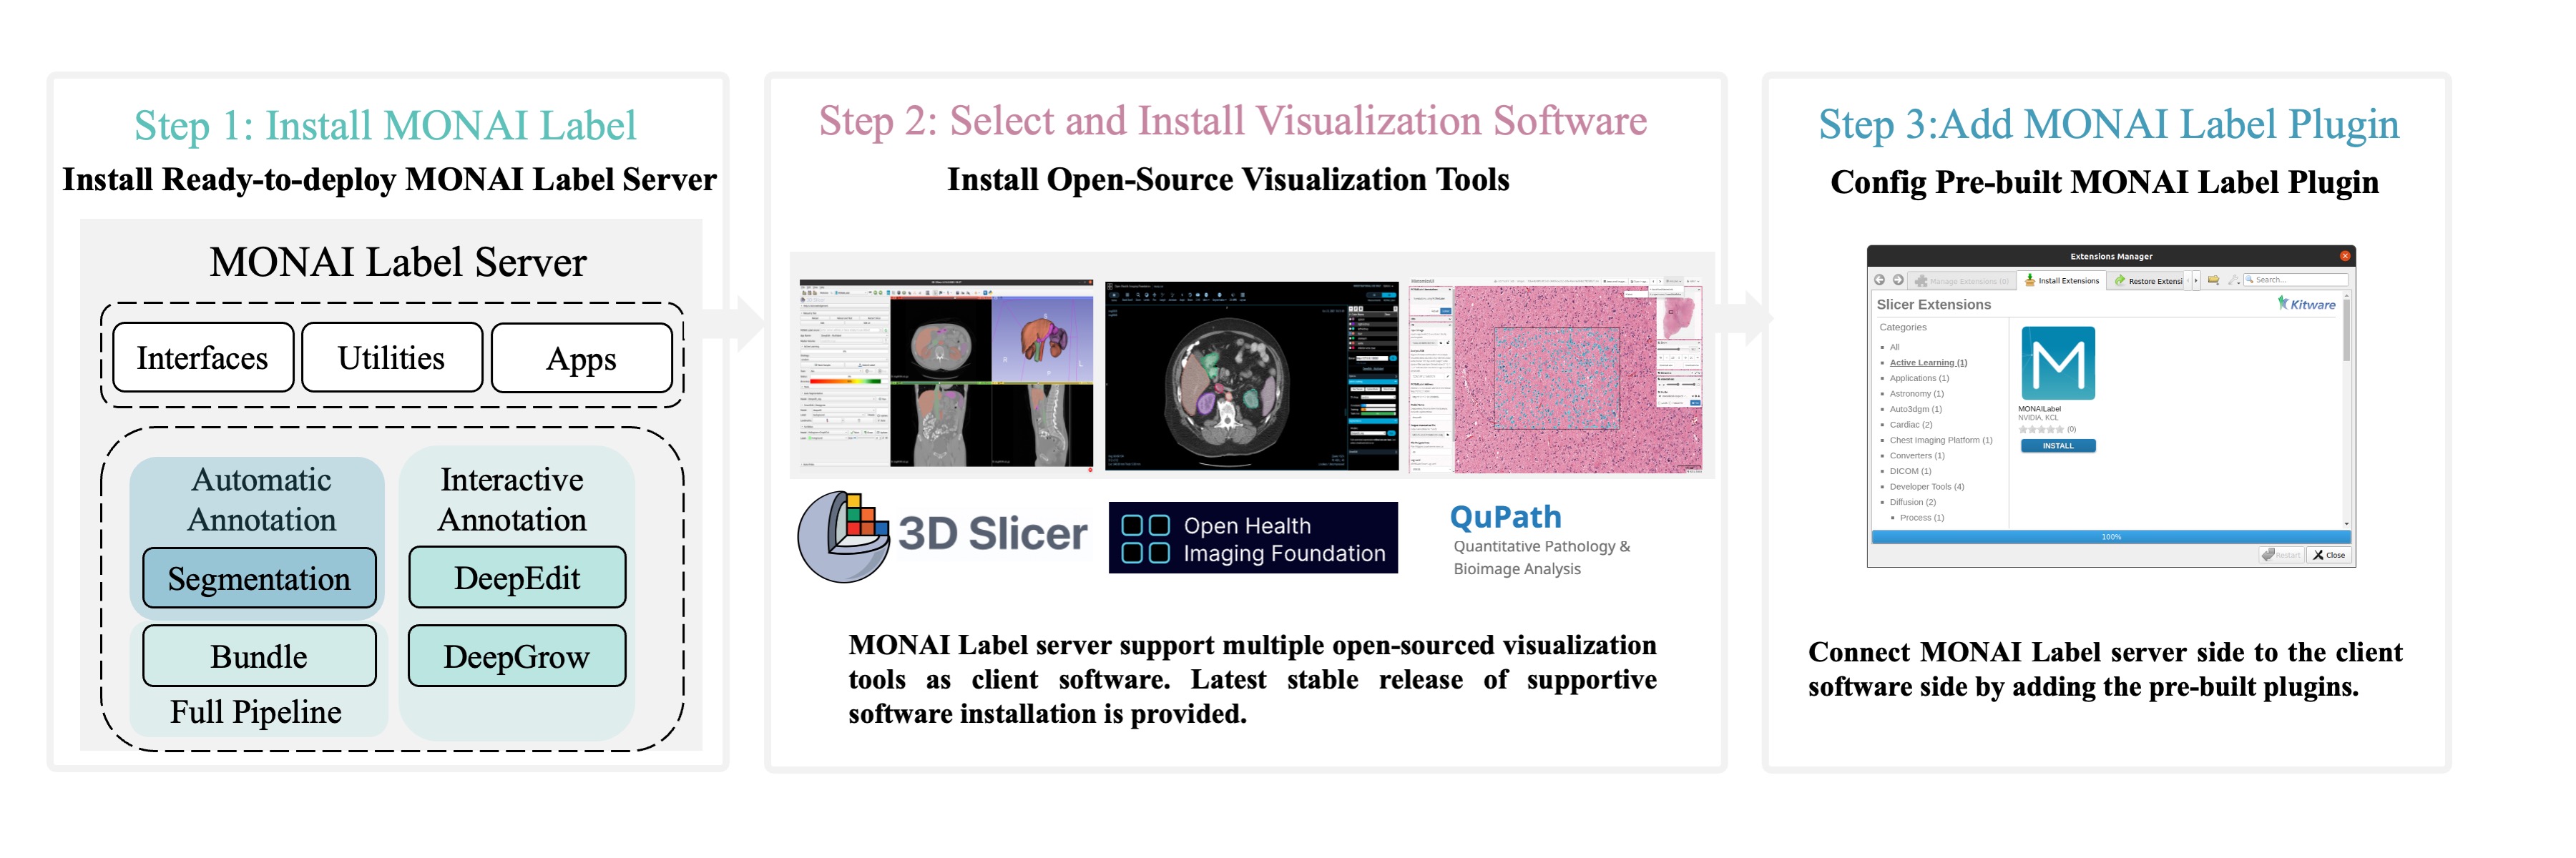 Step 1: Install MONAI Label
Install Ready-to-deploy MONAI Label Server
MONAI Label Server
Interfaces
Utilities
Apps
Automatic
Annotation
Segmentation
Bundle
Full Pipeline
Interactive
Annotation
DeepEdit
DeepGrow
Step 2: Select and Install Visualization Software
Install Open-Source Visualization Tools
3D Slicer
Open Health
Imaging Foundation
QuPath
Quantitative Pathology &
Bioimage Analysis
MONAI Label server support multiple open-sourced visualization
tools as client software. Latest stable release of supportive
software installation is provided.
Step 3:Add MONAI Label Plugin
Config Pre-built MONAI Label Plugin
Extensions Manager
Manage Extensions (0)
Install Extensions
Restore Extensi
Search...
Slicer Extensions
Kitware
Categories
All
Active Learning (1)
Applications (1)
Astronomy (1)
Auto3dgm (1)
Cardiac (2)
Chest Imaging Platform (1)
Converters (1)
DICOM (1)
Developer Tools (4)
Diffusion (2)
Process (1)
M
MONAILabel
NVIDIA, KCL
(0)
INSTALL
100%
Restart
Close
Connect MONAI Label server side to the client
software side by adding the pre-built plugins.